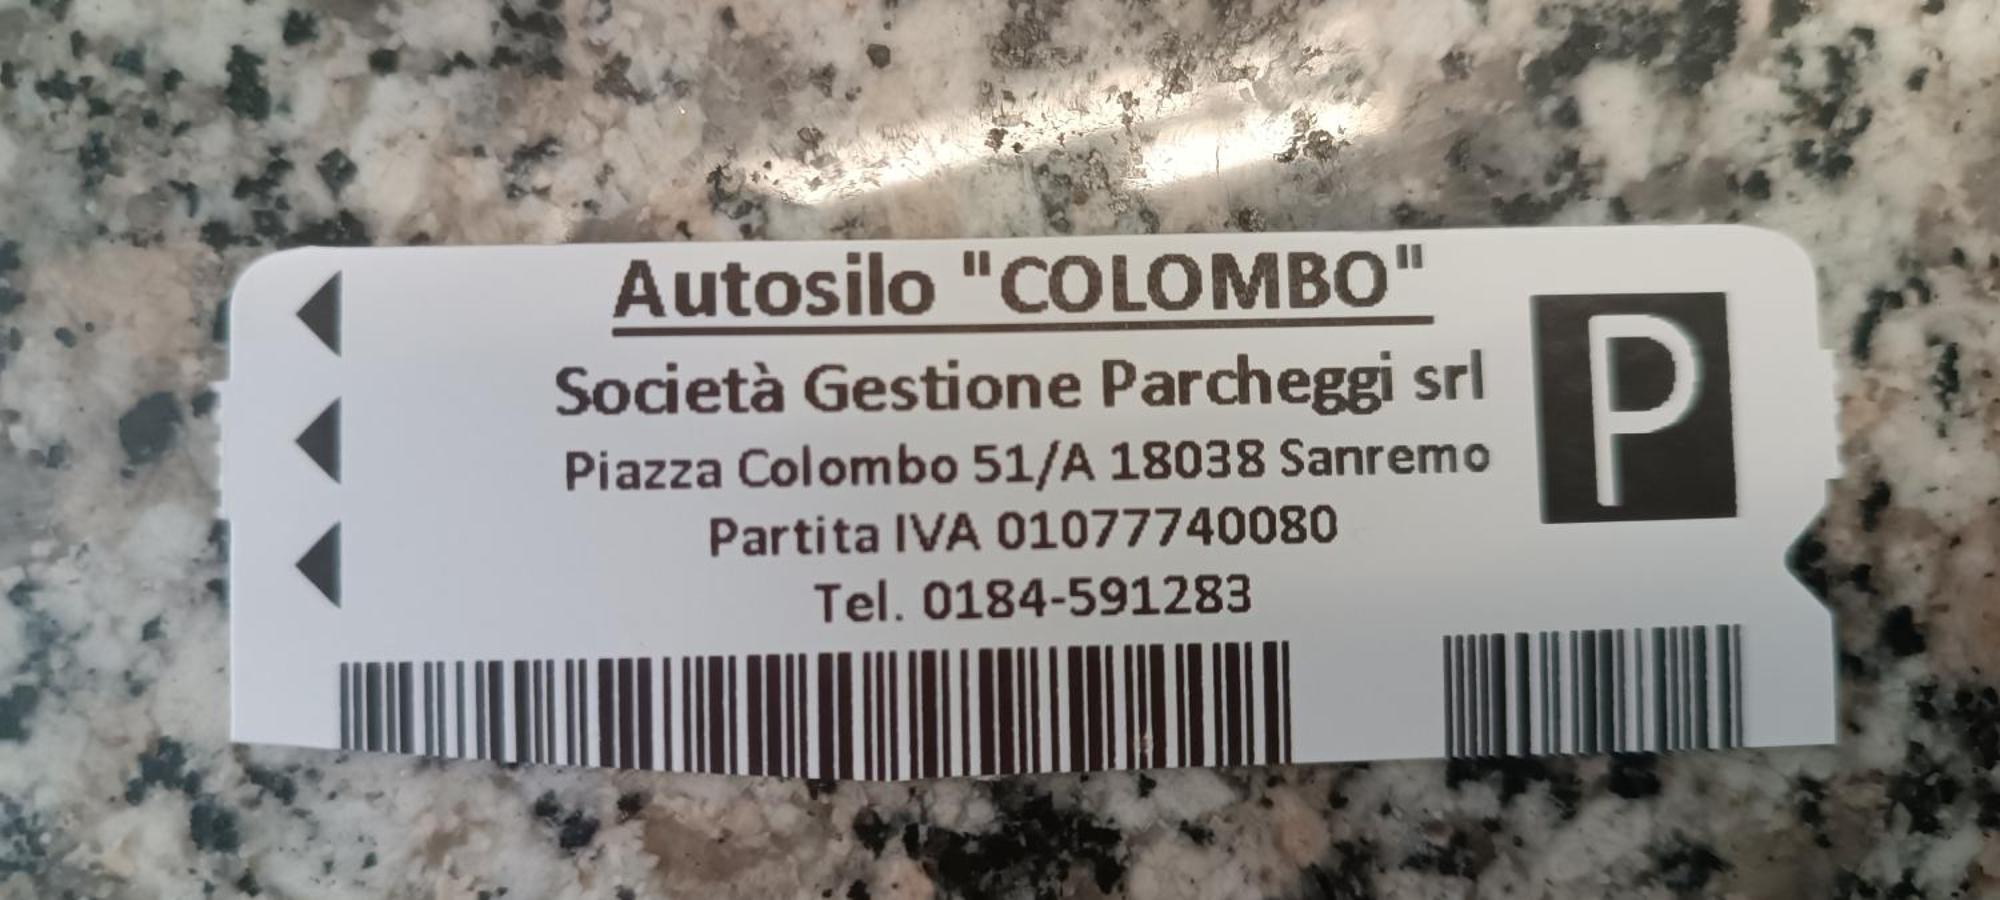 Autosilo "COLOMBO"
Società Gestione Parcheggi srl
P
Piazza Colombo 51/A 18038 Sanremo
Partita IVA 01077740080
Tel. 0184-591283